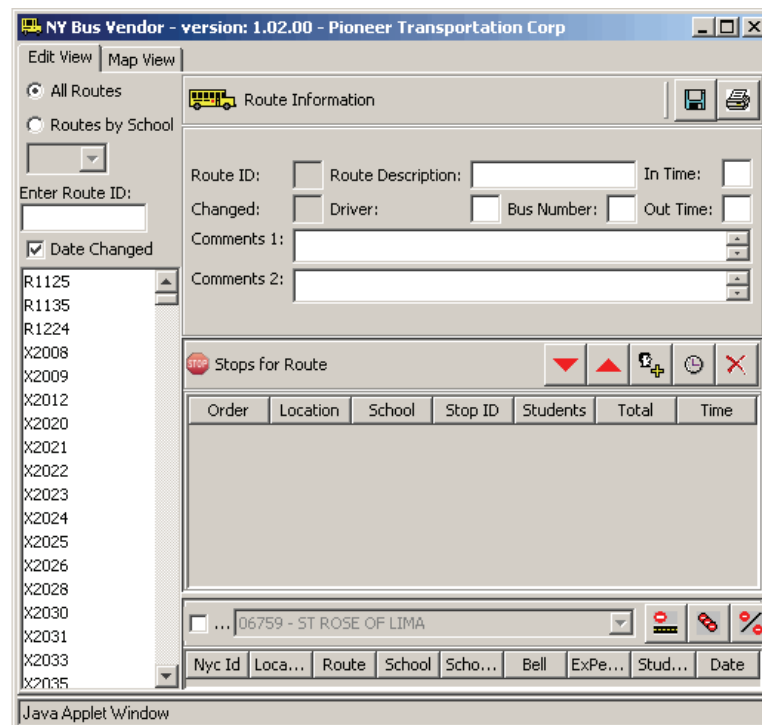 NY Bus Vendor - version: 1.02.00 - Pioneer Transportation Corp
Edit View Map View
All Routes
Routes by School
Enter Route ID:
Date Changed
R1125
R1135
R1224
X2008
X2009
X2012
X2020
X2021
X2022
X2023
X2024
X2025
X2026
X2028
X2030
X2031
X2033
X2035
Route Information
Route ID: Route Description: In Time:
Changed: Driver: Bus Number: Out Time:
Comments 1:
Comments 2:
STOP Stops for Route
Order Location School Stop ID Students Total Time
... 06759 - ST ROSE OF LIMA
Nyc Id Loca... Route School Scho... Bell ExPe... Stud... Date
Java Applet Window